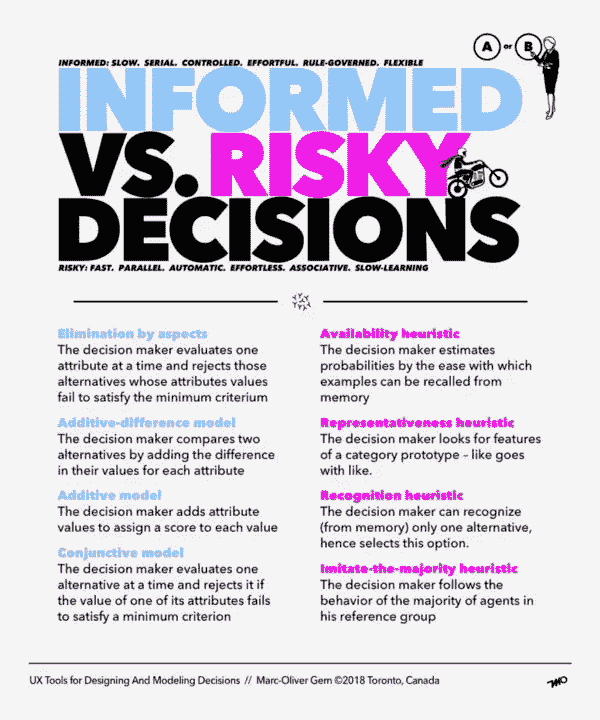 A or B
INFORMED: SLOW. SERIAL. CONTROLLED. EFFORTFUL. RULE-GOVERNED. FLEXIBLE
INFORMED
VS. RISKY
DECISIONS
RISKY: FAST. PARALLEL. AUTOMATIC. EFFORTLESS. ASSOCIATIVE. SLOW-LEARNING
Elimination by aspects
The decision maker evaluates one
attribute at a time and rejects those
alternatives whose attributes values
fail to satisfy the minimum criterium
Additive-difference model
The decision maker compares two
alternatives by adding the difference
in their values for each attribute
Additive model
The decision maker adds attribute
values to assign a score to each value
Conjunctive model
The decision maker evaluates one
alternative at a time and rejects it if
the value of one of its attributes fails
to satisfy a minimum criterion
Availability heuristic
The decision maker estimates
probabilities by the ease with which
examples can be recalled from
memory
Representativeness heuristic
The decision maker looks for features
of a category prototype – like goes
with like.
Recognition heuristic
The decision maker can recognize
(from memory) only one alternative,
hence selects this option.
Imitate-the-majority heuristic
The decision maker follows the
behavior of the majority of agents in
his reference group
UX Tools for Designing And Modeling Decisions // Marc-Oliver Gern ©2018 Toronto, Canada